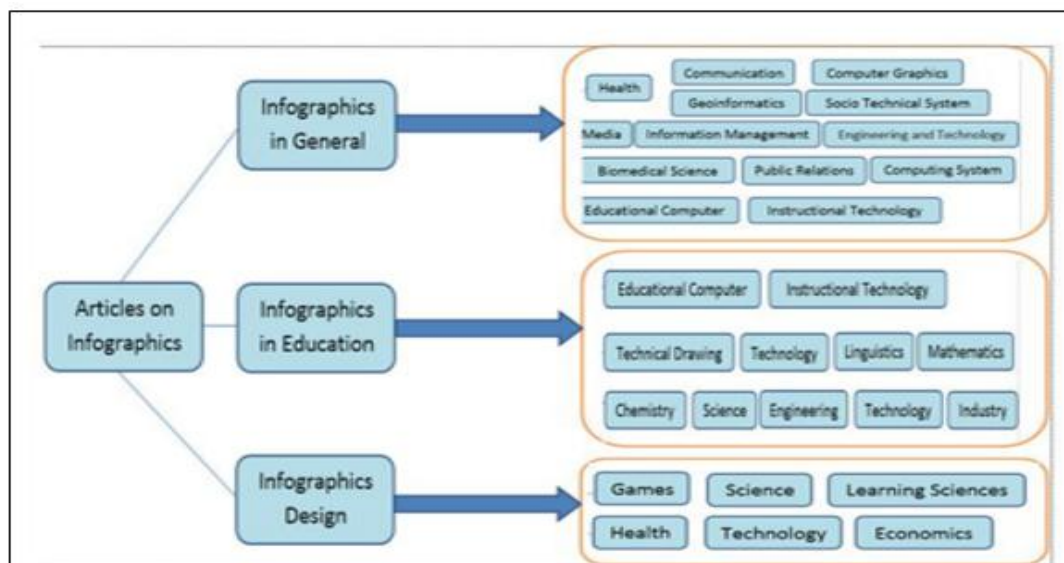 Articles on
Infographics
Infographics
in General
Health
Communication
Computer Graphics
Geoinformatics
Socio Technical System
Media
Information Management
Engineering and Technology
Biomedical Science
Public Relations
Computing System
Educational Computer
Instructional Technology
Infographics
in Education
Educational Computer
Instructional Technology
Technical Drawing
Technology
Linguistics
Mathematics
Chemistry
Science
Engineering
Technology
Industry
Infographics
Design
Games
Science
Learning Sciences
Health
Technology
Economics